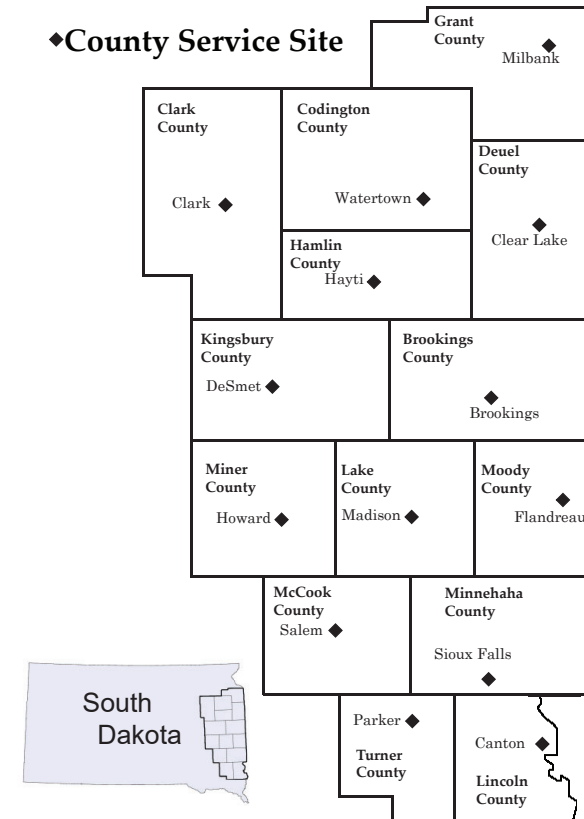 ◆County Service Site
Grant
County
Milbank
Clark
County
Clark
Codington
County
Watertown
Deuel
County
Clear Lake
Hamlin
County
Hayti
Kingsbury
County
DeSmet
Brookings
County
Brookings
Miner
County
Howard
Lake
County
Madison
Moody
County
Flandreau
McCook
County
Salem
Minnehaha
County
Sioux Falls
Parker
Turner
County
Canton
Lincoln
County
South
Dakota